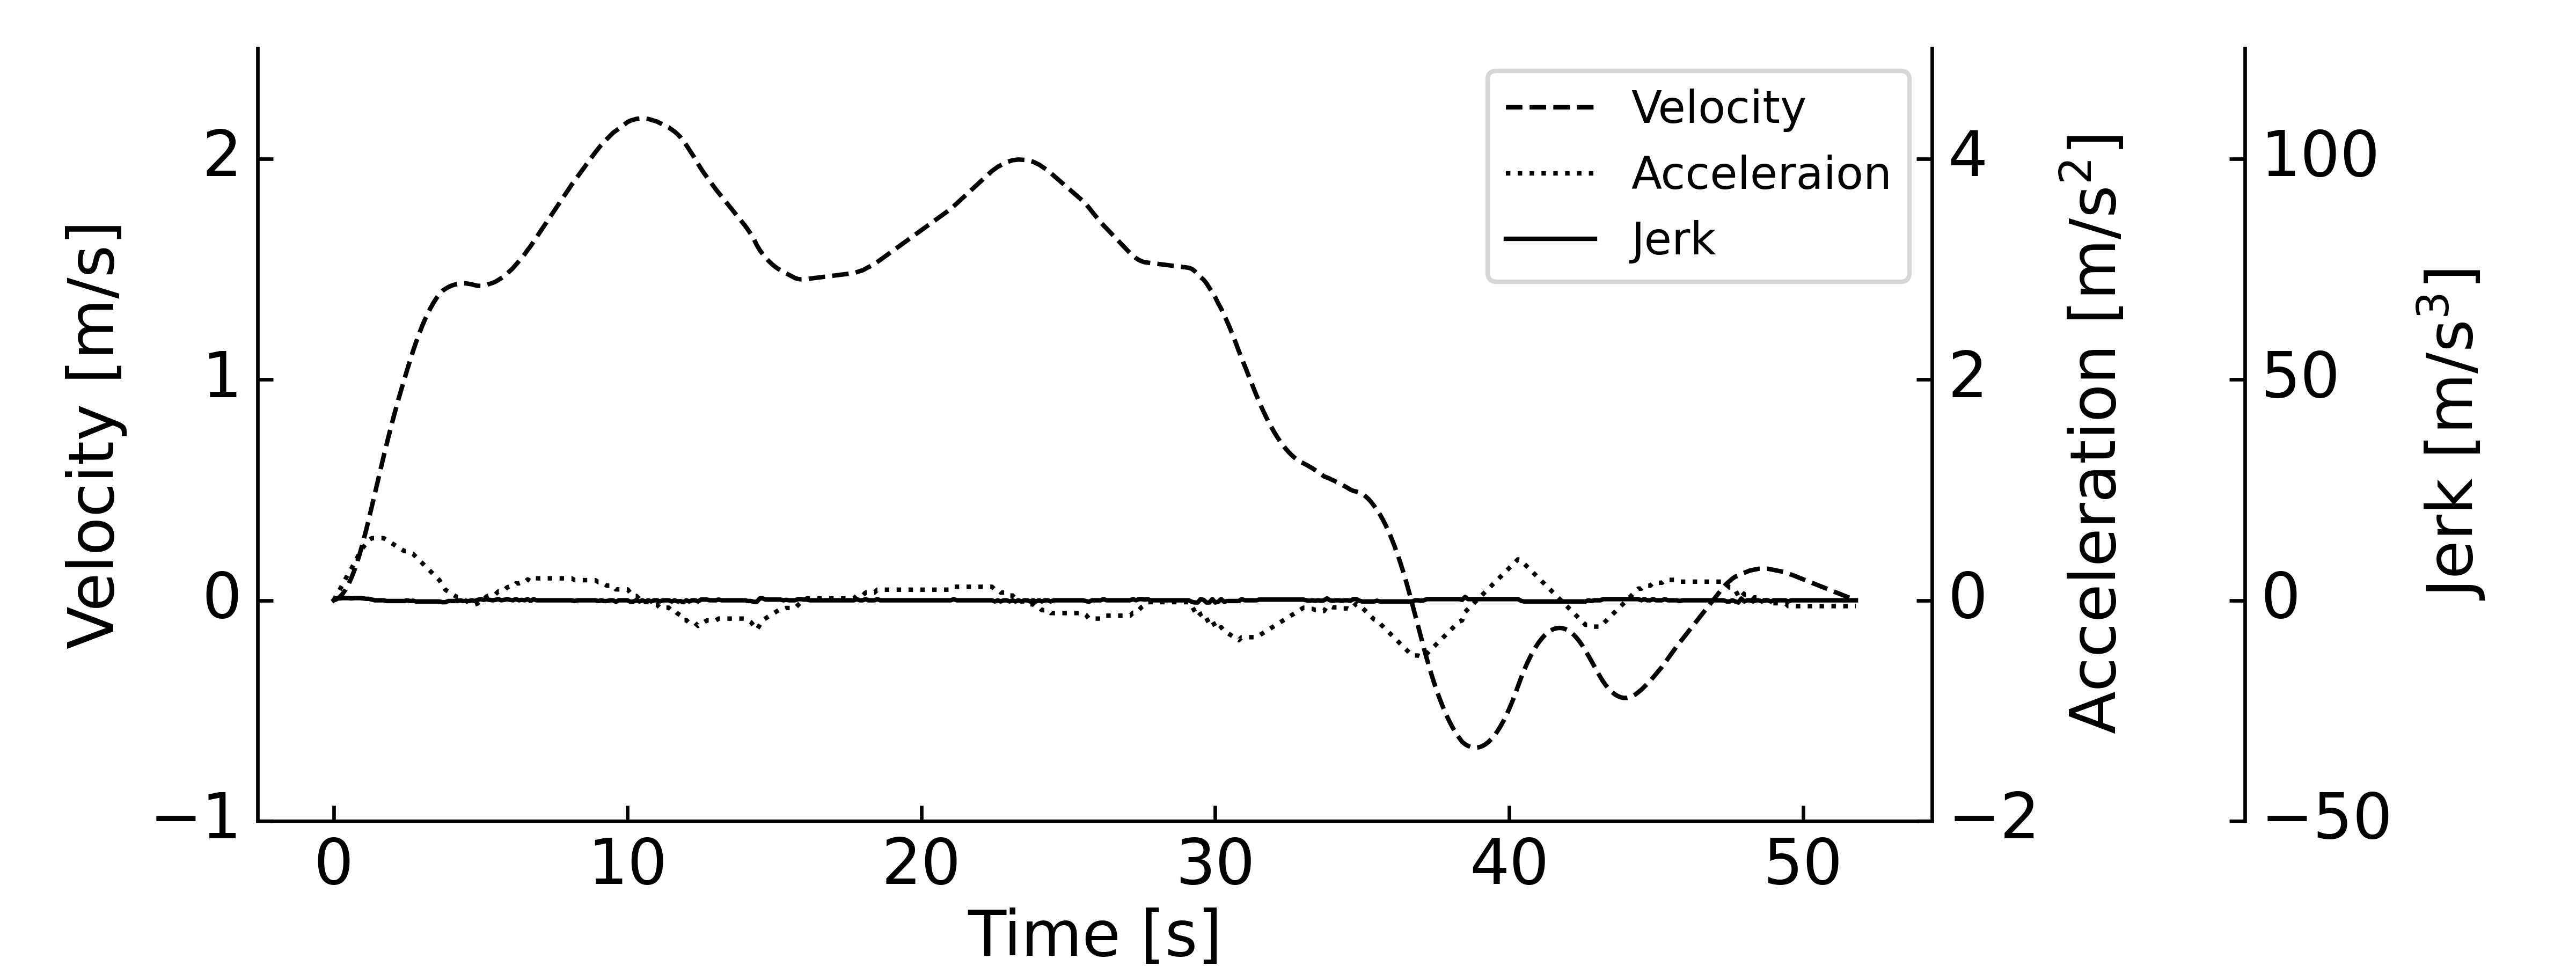 Velocity [m/s]
2
1
0
−1
0 10 20 30 40 50
Time [s]
Velocity
Acceleraion
Jerk
4
2
0
−2
Acceleration [m/s²]
100
50
0
−50
Jerk [m/s³]